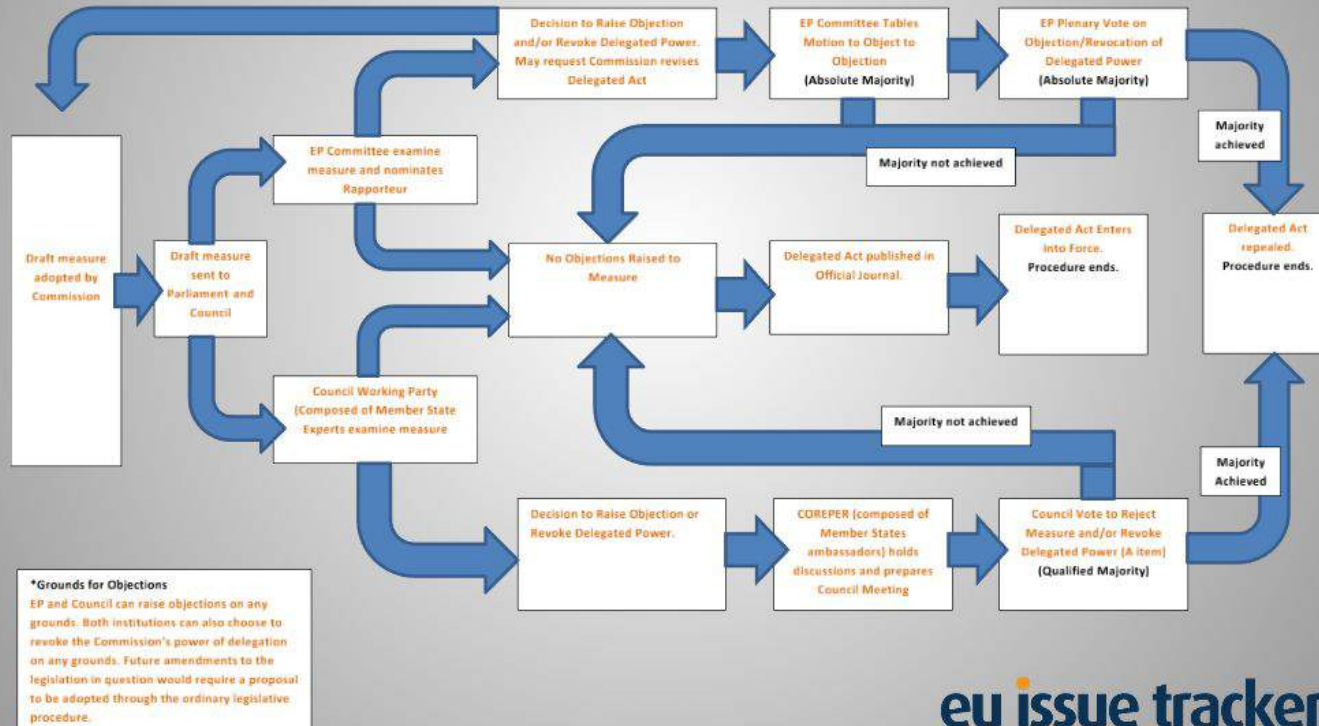 Decision to Raise Objection
and/or Revoke Delegated Power.
May request Commission revises
Delegated Act
EP Committee Tables
Motion to Object to
Objection
(Absolute Majority)
EP Plenary Vote on
Objection/Revocation of
Delegated Power
(Absolute Majority)
Majority
achieved
EP Committee examine
measure and nominates
Rapporteur
Majority not achieved
Draft measure
adopted by
Commission
Draft measure
sent to
Parliament and
Council
No Objections Raised to
Measure
Delegated Act published in
Official Journal.
Delegated Act Enters
into Force.
Procedure ends.
Delegated Act
repealed.
Procedure ends.
Council Working Party
(Composed of Member State
Experts examine measure
Majority not achieved
Majority
Achieved
Decision to Raise Objection or
Revoke Delegated Power.
COREPER (composed of
Member States
ambassadors) holds
discussions and prepares
Council Meeting
Council Vote to Reject
Measure and/or Revoke
Delegated Power (A item)
(Qualified Majority)
*Grounds for Objections
EP and Council can raise objections on any
grounds. Both institutions can also choose to
revoke the Commission's power of delegation
on any grounds. Future amendments to the
legislation in question would require a proposal
to be adopted through the ordinary legislative
procedure.
eu issue tracker